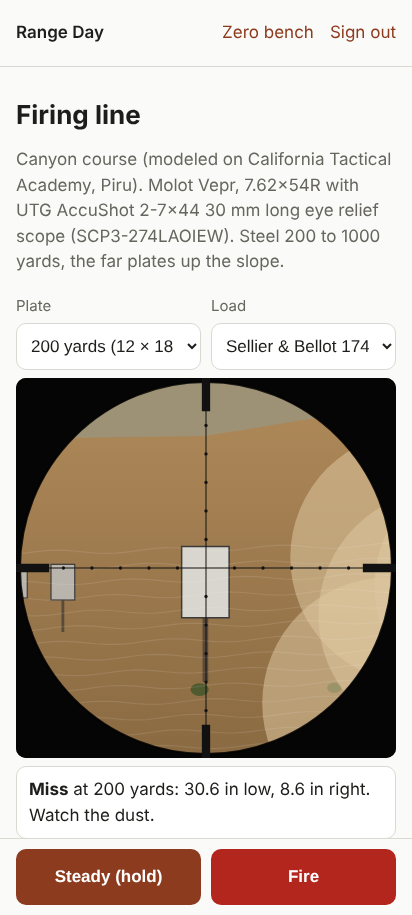 Range Day
Zero bench
Sign out
Firing line
Canyon course (modeled on California Tactical
Academy, Piru). Molot Vepr, 7.62×54R with
UTG AccuShot 2-7×44 30 mm long eye relief
scope (SCP3-274LAOIEW). Steel 200 to 1000
yards, the far plates up the slope.
Plate
Load
200 yards (12 × 18
Sellier & Bellot 174
Miss at 200 yards: 30.6 in low, 8.6 in right.
Watch the dust.
Steady (hold)
Fire